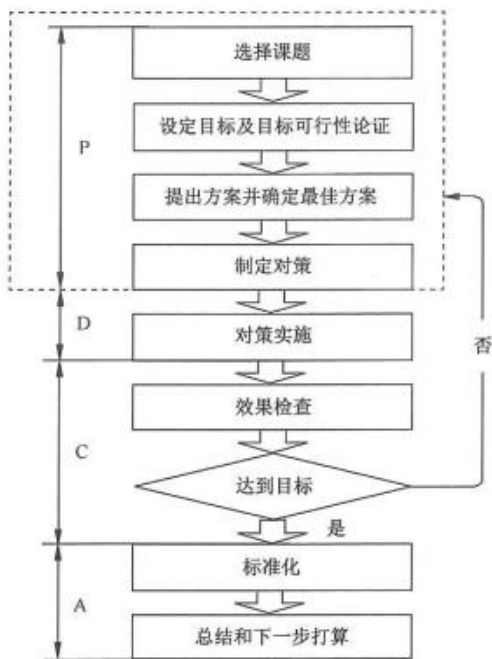 选择课题
设定目标及目标可行性论证
P
提出方案并确定最佳方案
制定对策
D
对策实施
否
效果检查
C
达到目标
是
标准化
A
总结和下一步打算